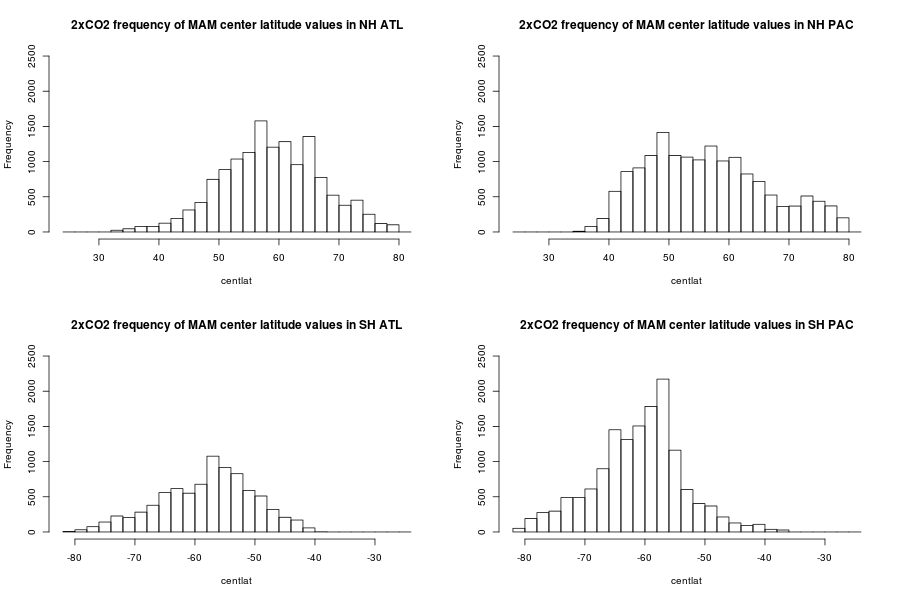 2xCO2 frequency of MAM center latitude values in NH ATL
Frequency
2500
2000
1500
1000
500
0
30 40 50 60 70 80
centlat
2xCO2 frequency of MAM center latitude values in NH PAC
Frequency
2500
2000
1500
1000
500
0
30 40 50 60 70 80
centlat
2xCO2 frequency of MAM center latitude values in SH ATL
Frequency
2500
2000
1500
1000
500
0
-80 -70 -60 -50 -40 -30
centlat
2xCO2 frequency of MAM center latitude values in SH PAC
Frequency
2500
2000
1500
1000
500
0
-80 -70 -60 -50 -40 -30
centlat